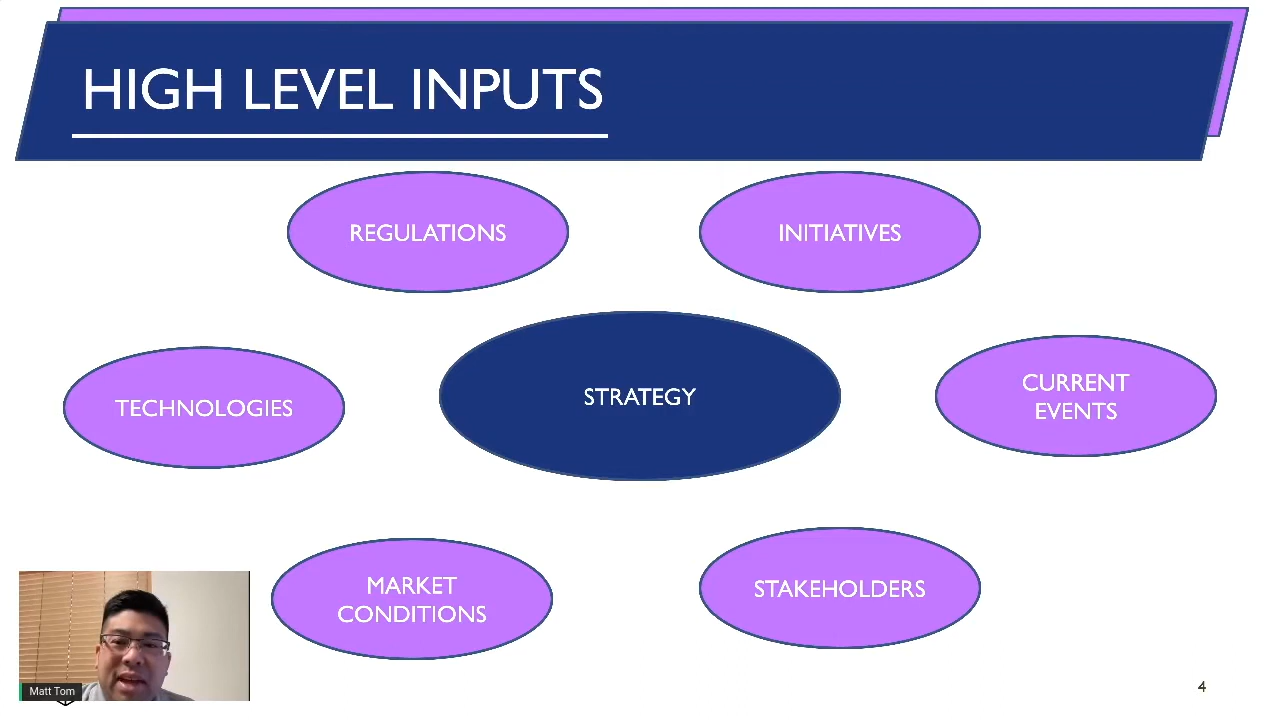 HIGH LEVEL INPUTS
REGULATIONS
INITIATIVES
TECHNOLOGIES
STRATEGY
CURRENT
EVENTS
MARKET
CONDITIONS
STAKEHOLDERS
Matt Tom
4